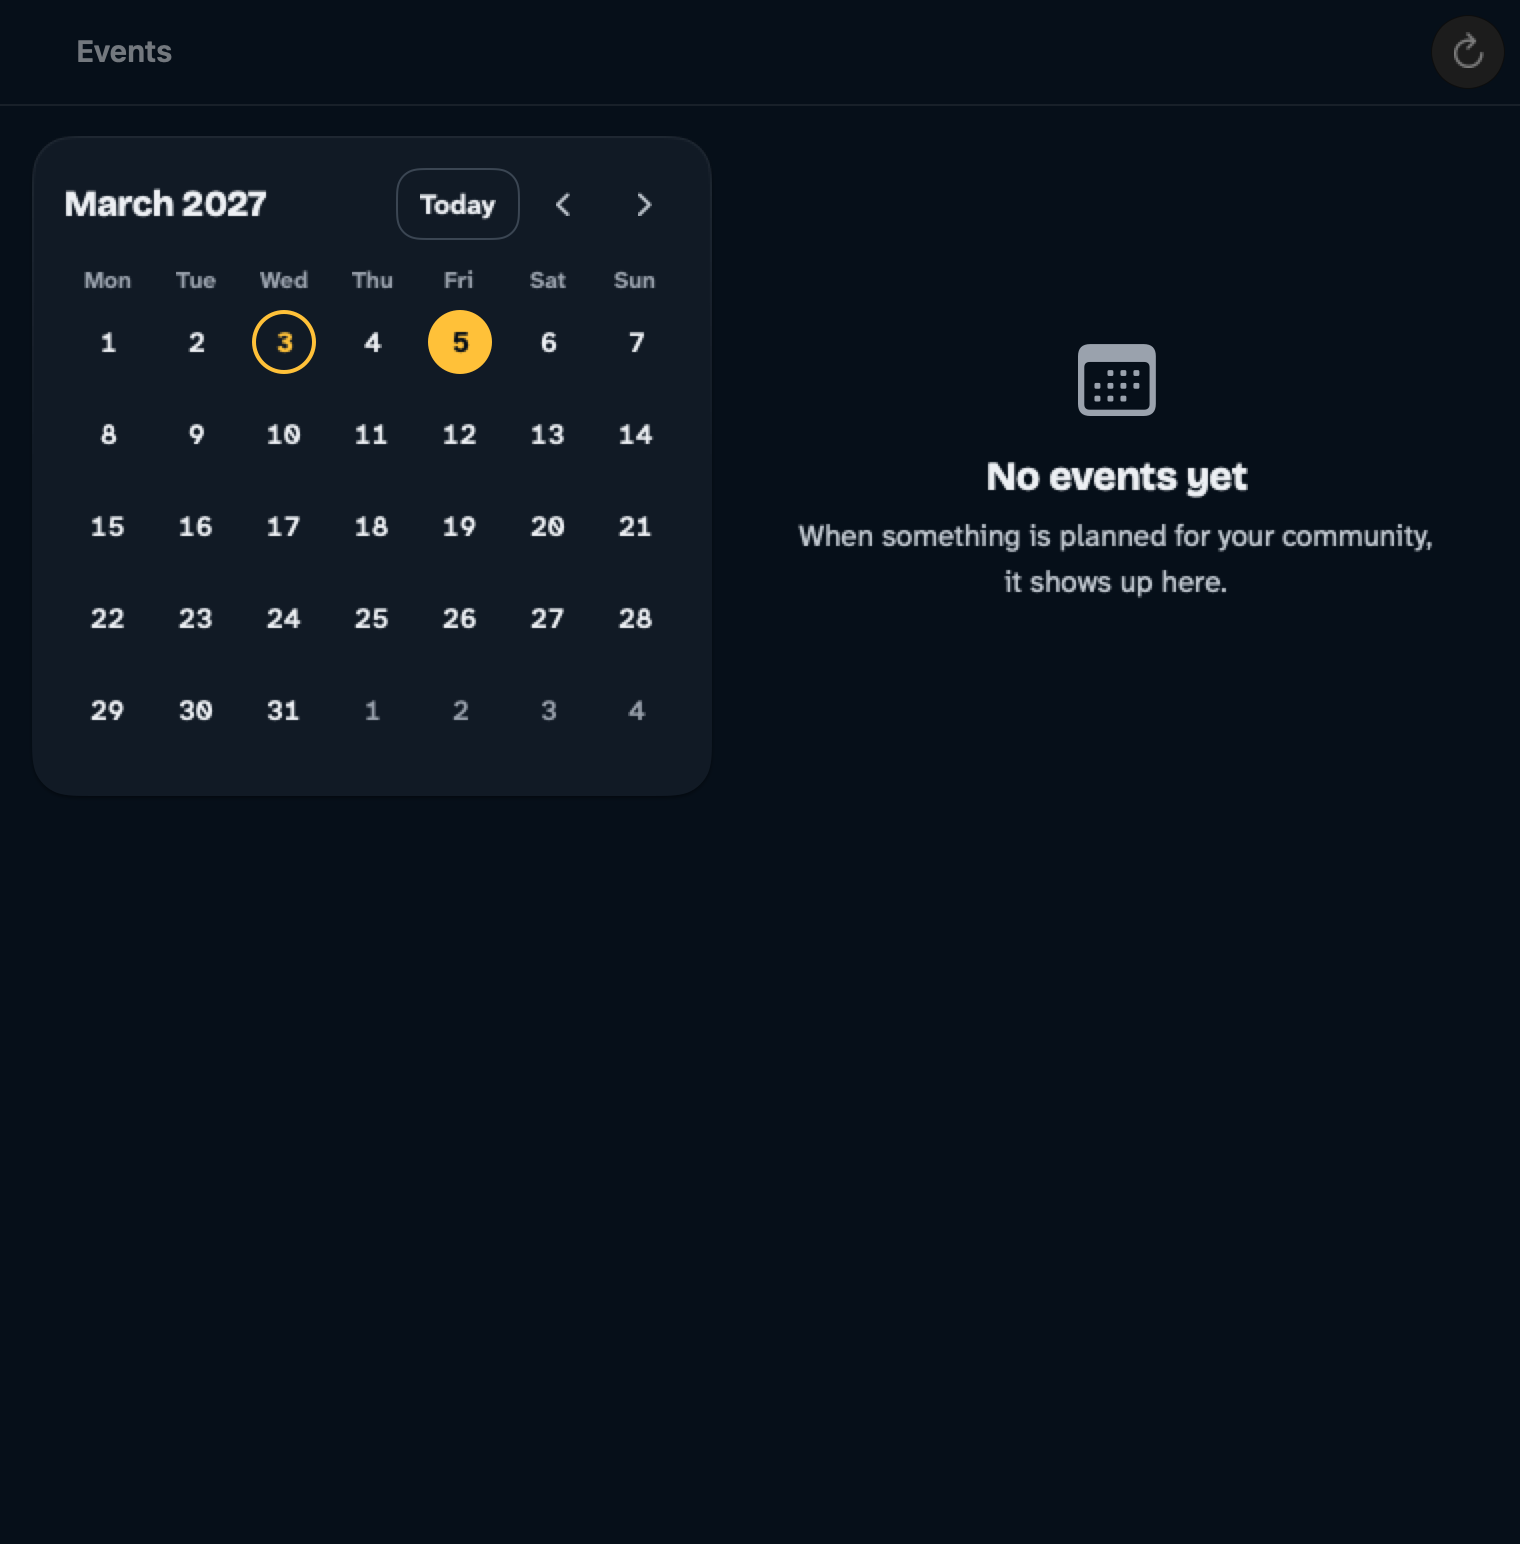 Events
March 2027 Today
Mon Tue Wed Thu Fri Sat Sun
1 2 3 4 5 6 7
8 9 10 11 12 13 14
15 16 17 18 19 20 21
22 23 24 25 26 27 28
29 30 31 1 2 3 4
No events yet
When something is planned for your community,
it shows up here.